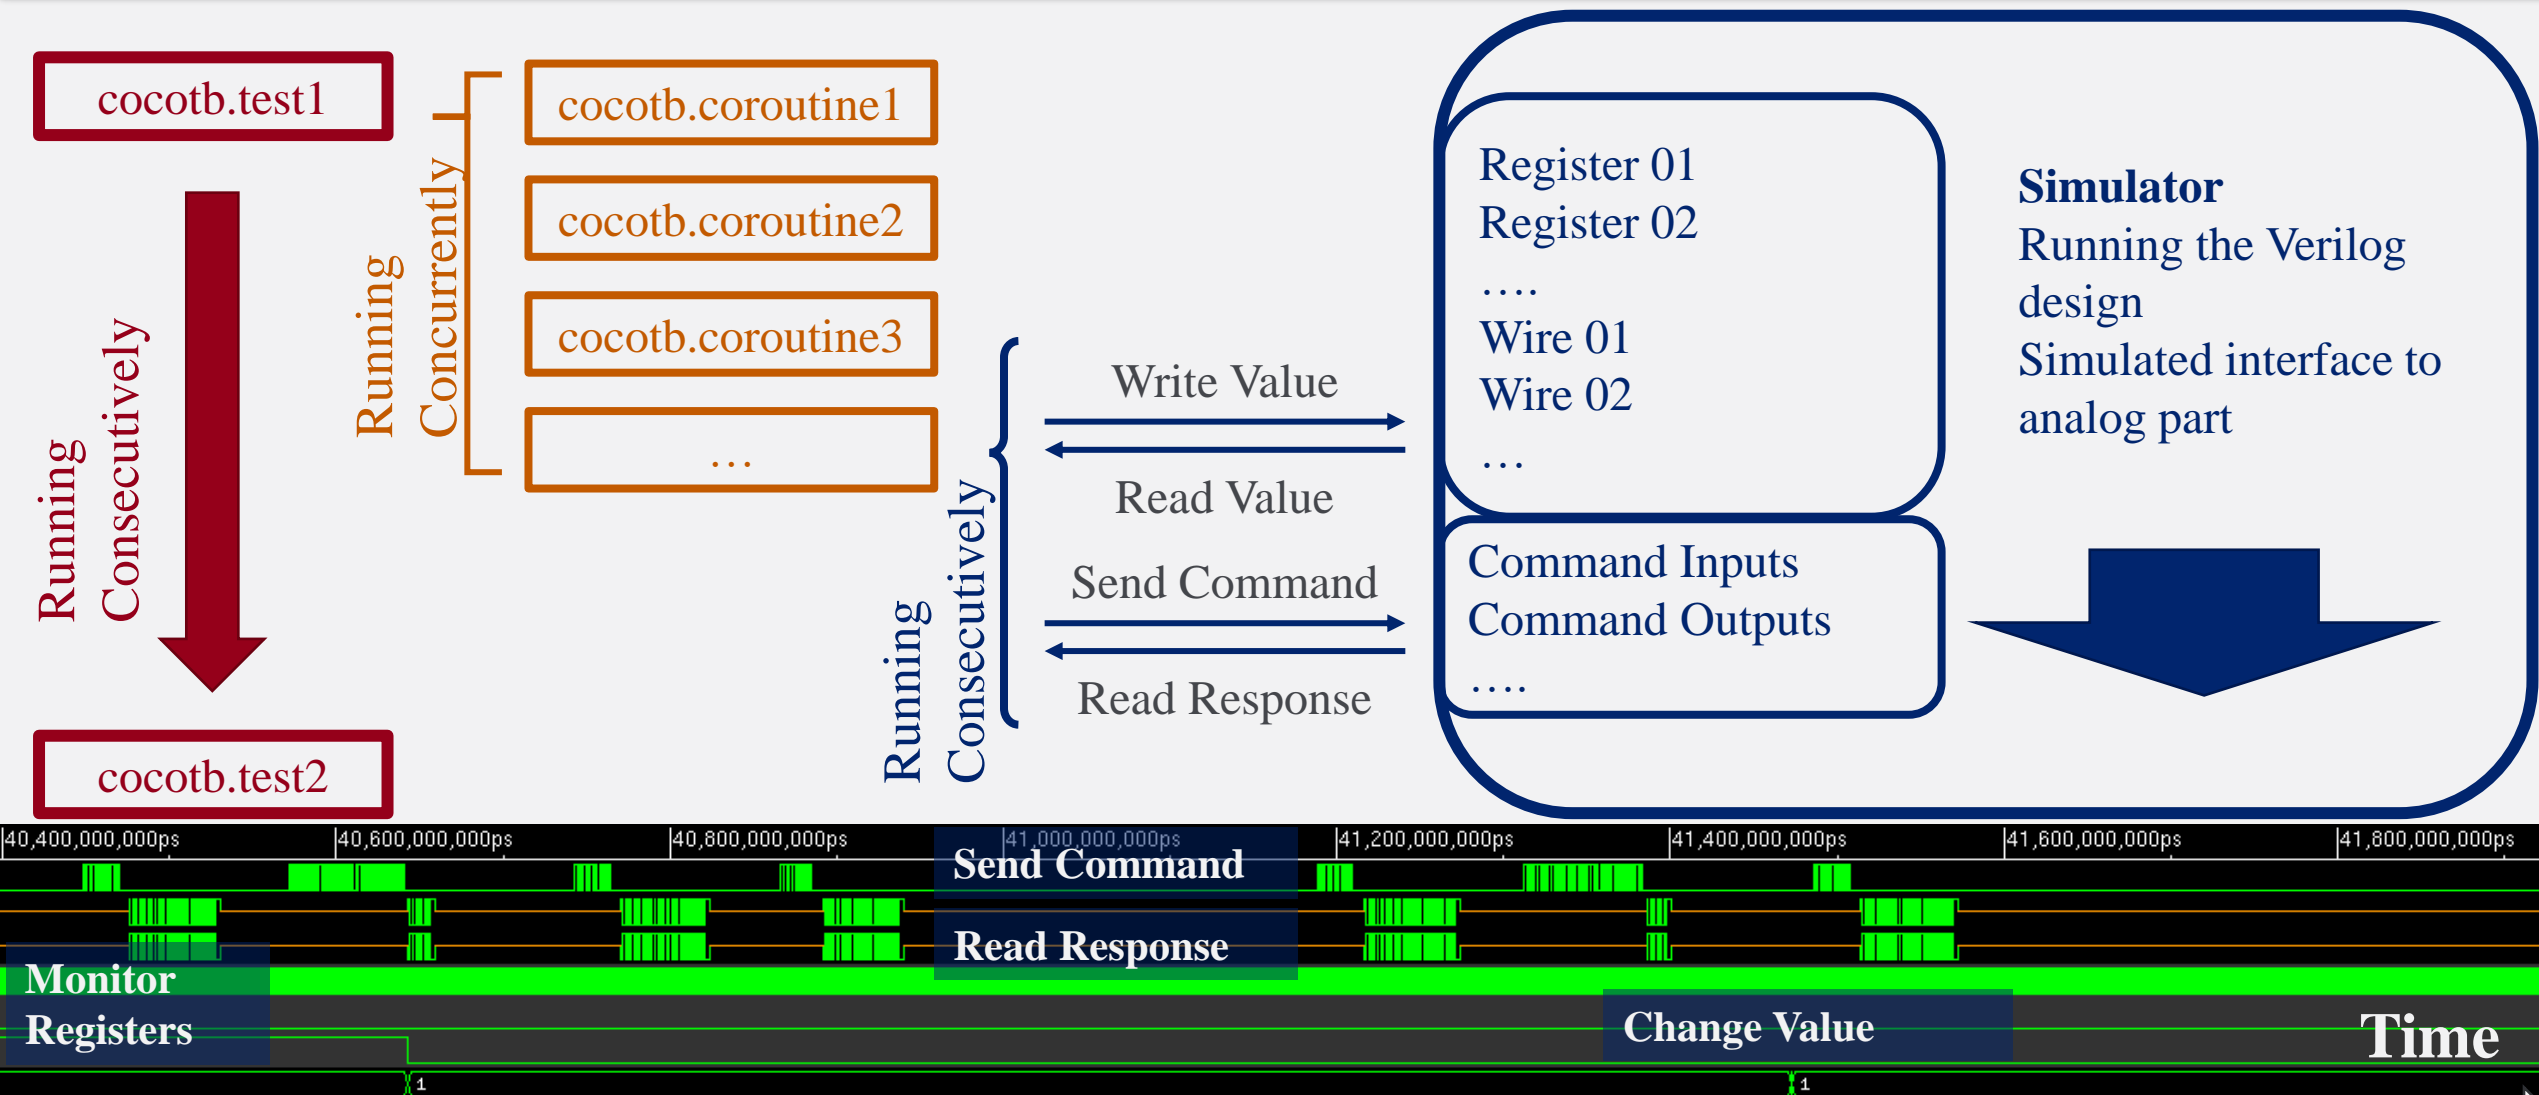 cocotb.test1
Running
Consecutively
cocotb.test2
Running
Concurrently
cocotb.coroutine1
cocotb.coroutine2
cocotb.coroutine3
…
Running
Consecutively
Write Value
Read Value
Send Command
Read Response
Register 01
Register 02
….
Wire 01
Wire 02
…
Command Inputs
Command Outputs
….
Simulator
Running the Verilog
design
Simulated interface to
analog part
40,400,000,000ps
40,600,000,000ps
40,800,000,000ps
41,000,000,000ps
41,200,000,000ps
41,400,000,000ps
41,600,000,000ps
41,800,000,000ps
Send Command
Read Response
Monitor
Registers
Change Value
Time
1
1